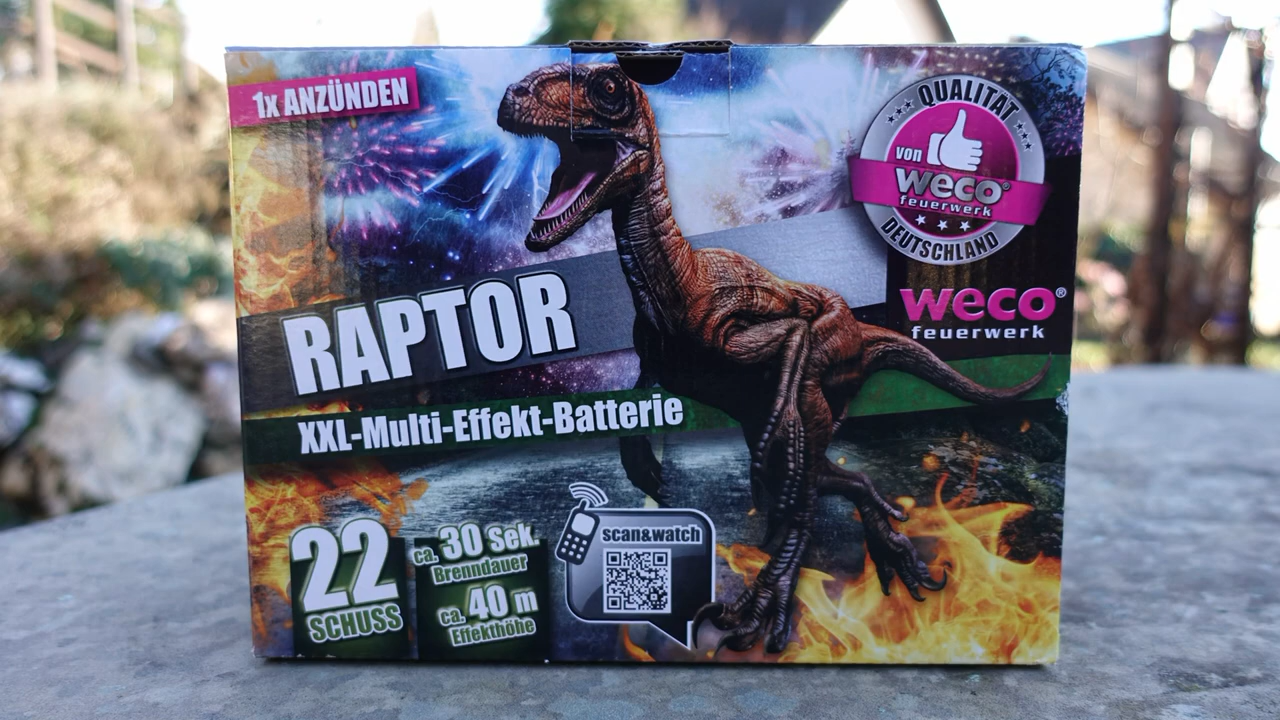 1x ANZÜNDEN
QUALITÄT
von
weco®
feuerwerk
DEUTSCHLAND
weco®
feuerwerk
RAPTOR
XXL-Multi-Effekt-Batterie
22
SCHUSS
ca. 30 sek.
Brenndauer
ca. 40 m
Effekthöhe
scan&watch